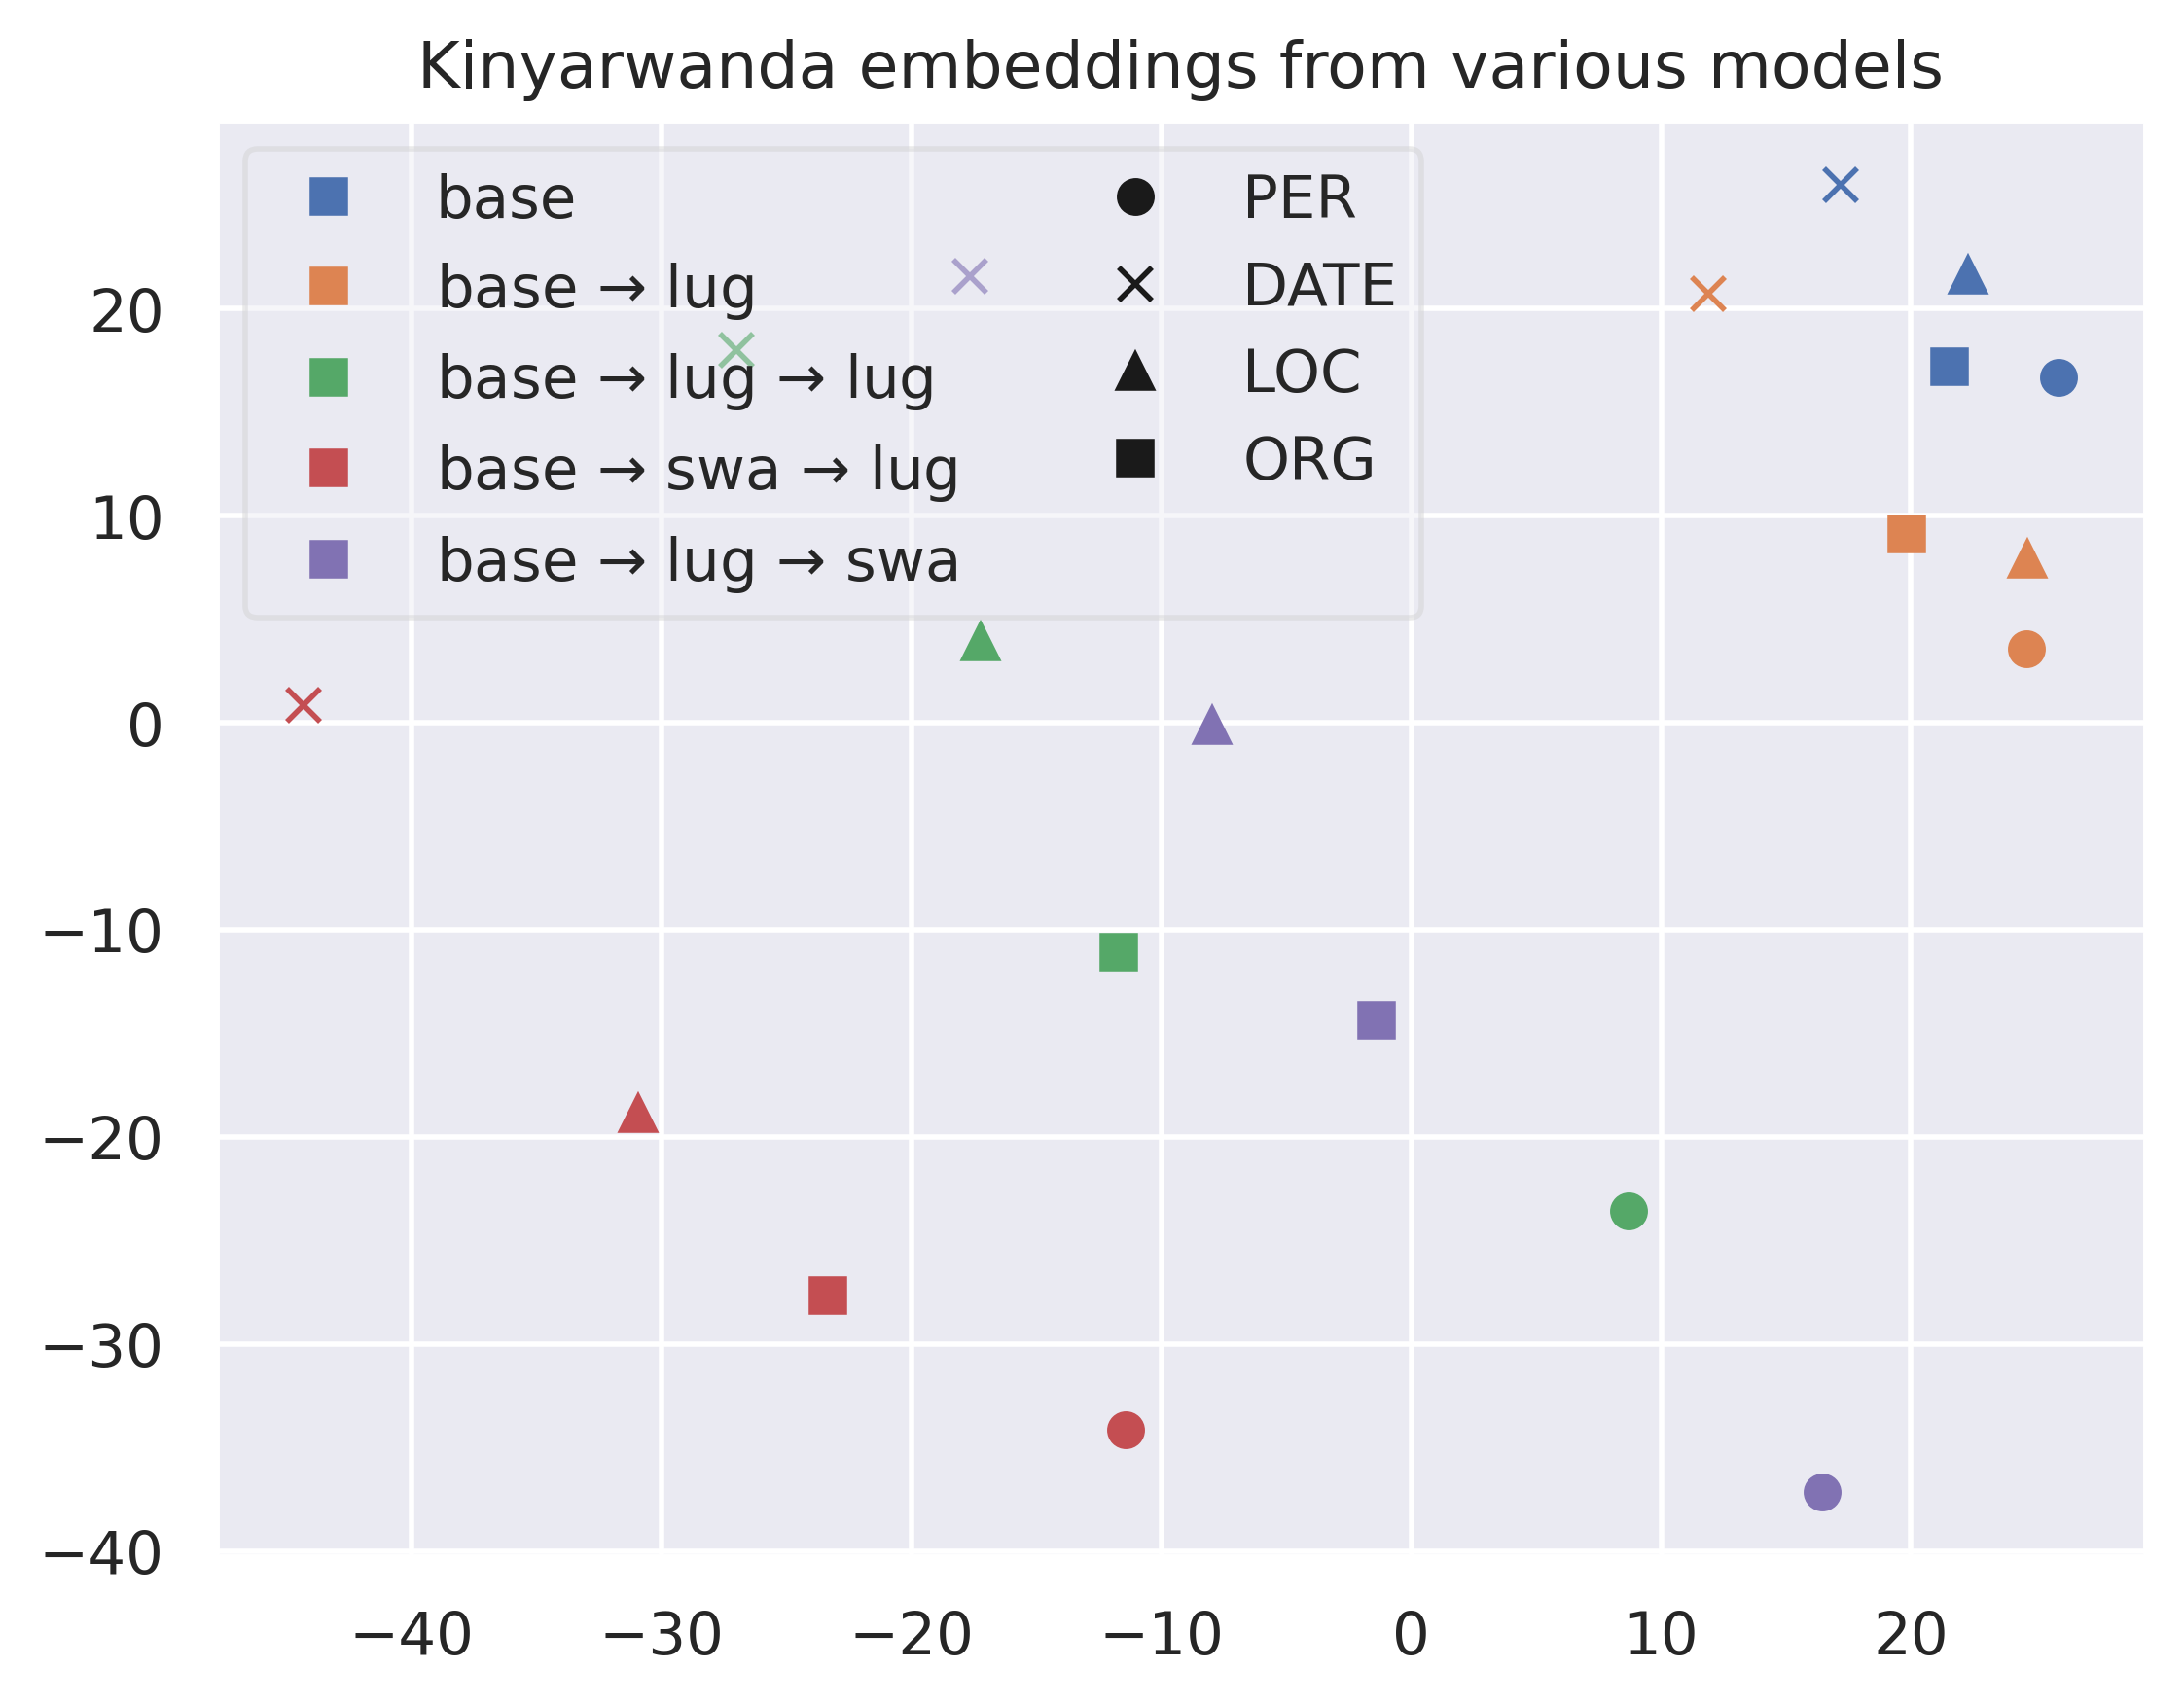 Kinyarwanda embeddings from various models
base
base → lug
base → lug → lug
base → swa → lug
base → lug → swa
PER
DATE
LOC
ORG
20
10
0
−10
−20
−30
−40
−40 −30 −20 −10 0 10 20